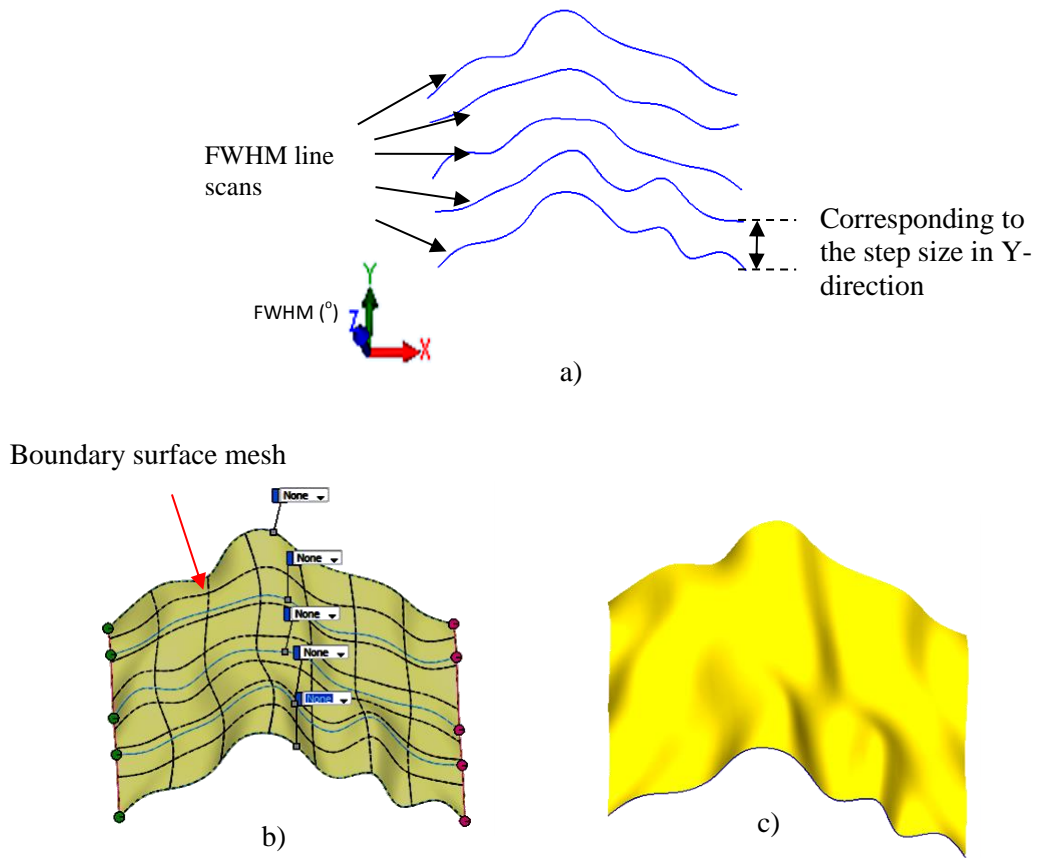 FWHM line
scans
Corresponding to
the step size in Y-
direction
Y
FWHM (°)
Z
X
a)
Boundary surface mesh
None
None
None
None
None
b)
c)